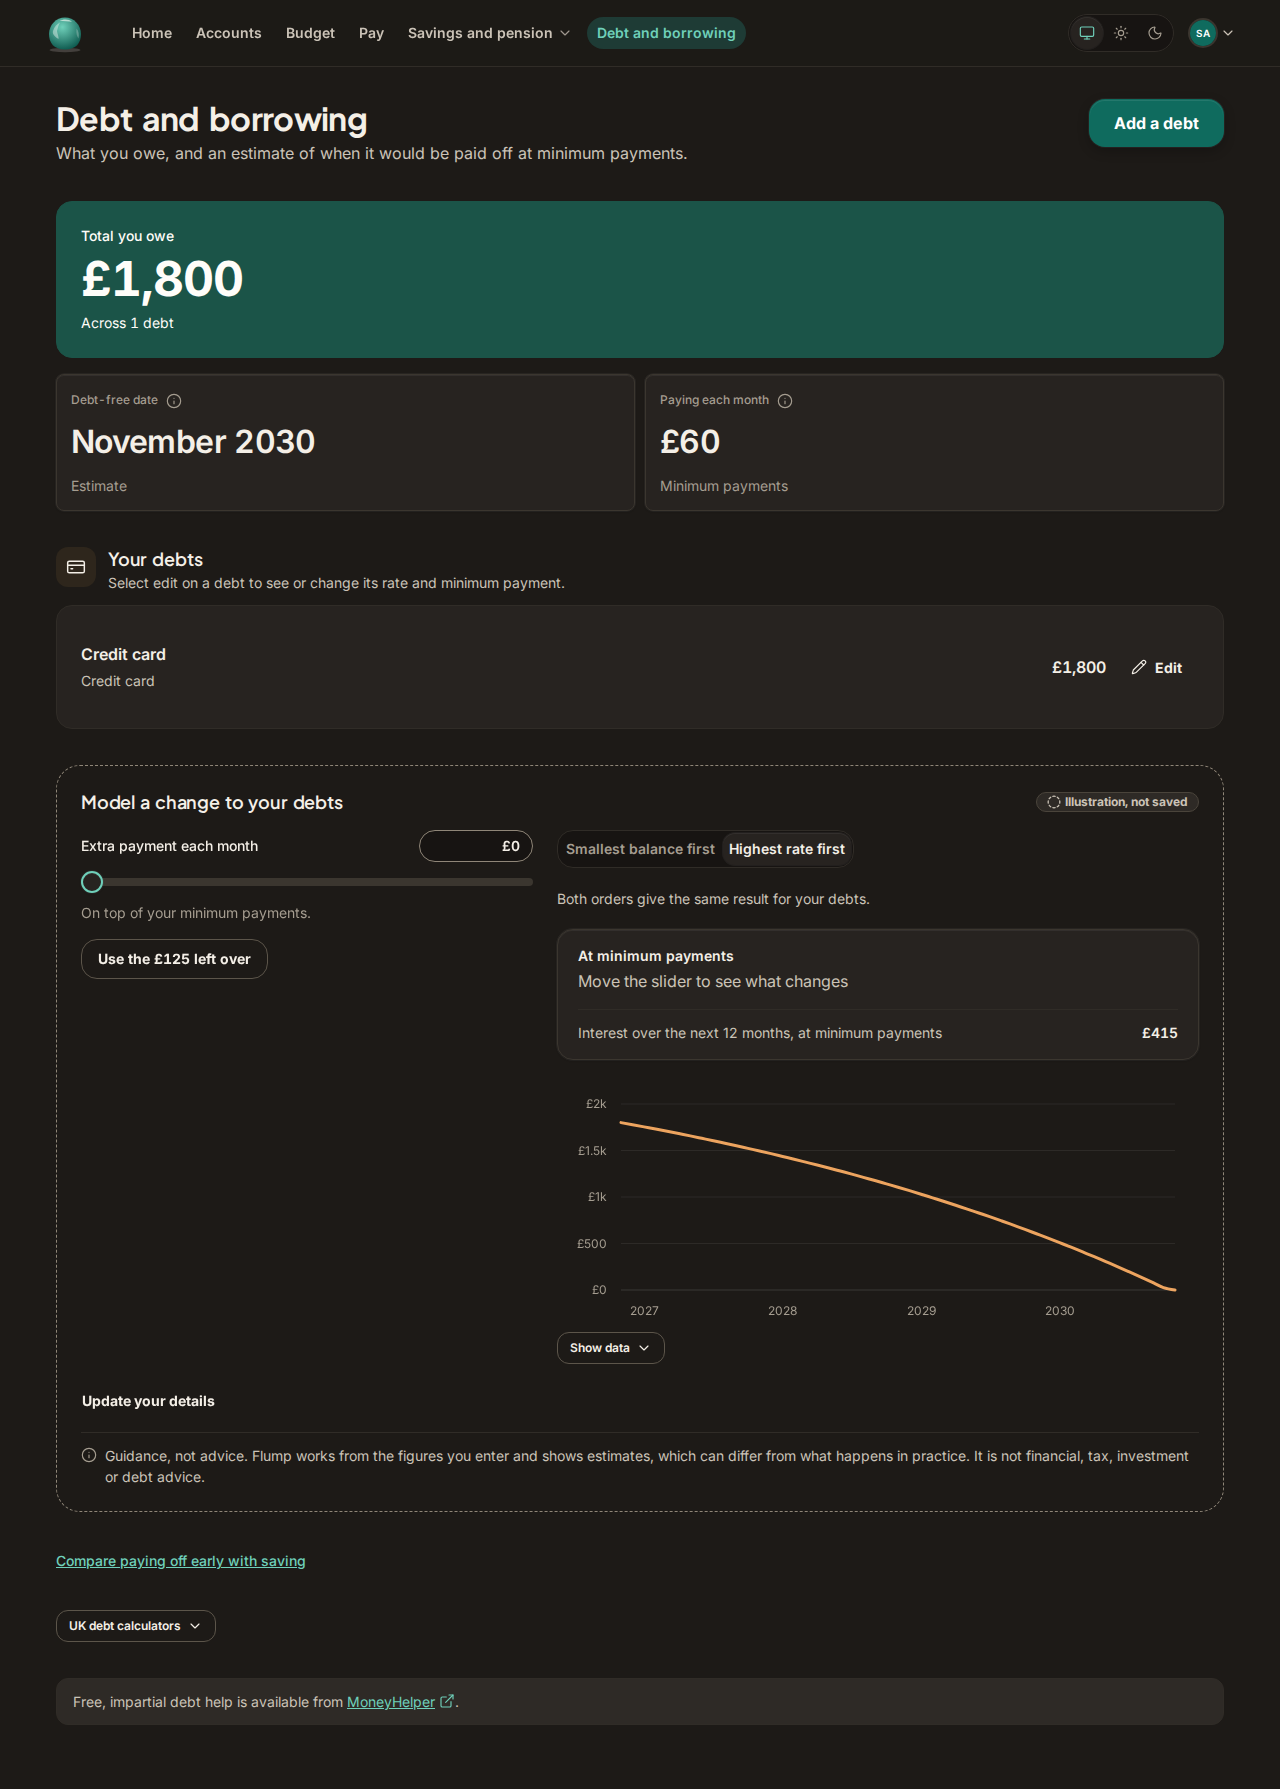 Home Accounts Budget Pay Savings and pension Debt and borrowing SA
Debt and borrowing
Add a debt
What you owe, and an estimate of when it would be paid off at minimum payments.
Total you owe
£1,800
Across 1 debt
Debt-free date
November 2030
Estimate
Paying each month
£60
Minimum payments
Your debts
Select edit on a debt to see or change its rate and minimum payment.
Credit card
Credit card
£1,800 Edit
Model a change to your debts
Illustration, not saved
Extra payment each month £0
On top of your minimum payments.
Use the £125 left over
Smallest balance first Highest rate first
Both orders give the same result for your debts.
At minimum payments
Move the slider to see what changes
Interest over the next 12 months, at minimum payments £415
£2k
£1.5k
£1k
£500
£0
2027 2028 2029 2030
Show data
Update your details
Guidance, not advice. Flump works from the figures you enter and shows estimates, which can differ from what happens in practice. It is not financial, tax, investment
or debt advice.
Compare paying off early with saving
UK debt calculators
Free, impartial debt help is available from MoneyHelper.